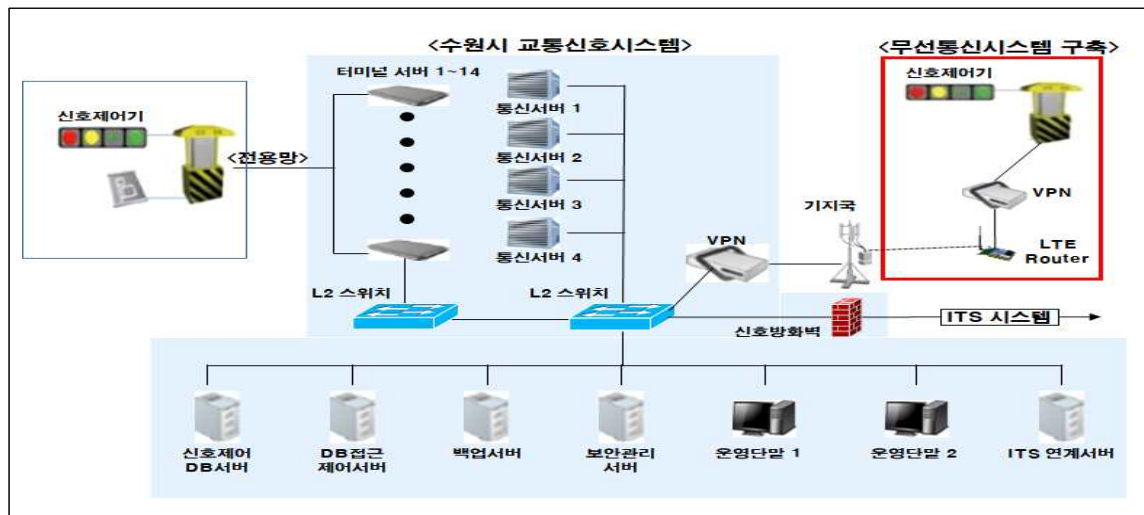 <수원시 교통신호시스템>
<무선통신시스템 구축>
터미널 서버 1~14
신호제어기
<전용망>
통신서버 1
통신서버 2
통신서버 3
통신서버 4
신호제어기
VPN
기지국
LTE
Router
VPN
L2 스위치
L2 스위치
신호방화벽
ITS 시스템
신호제어
DB서버
DB접근
제어서버
백업서버
보안관리
서버
운영단말 1
운영단말 2
ITS 연계서버